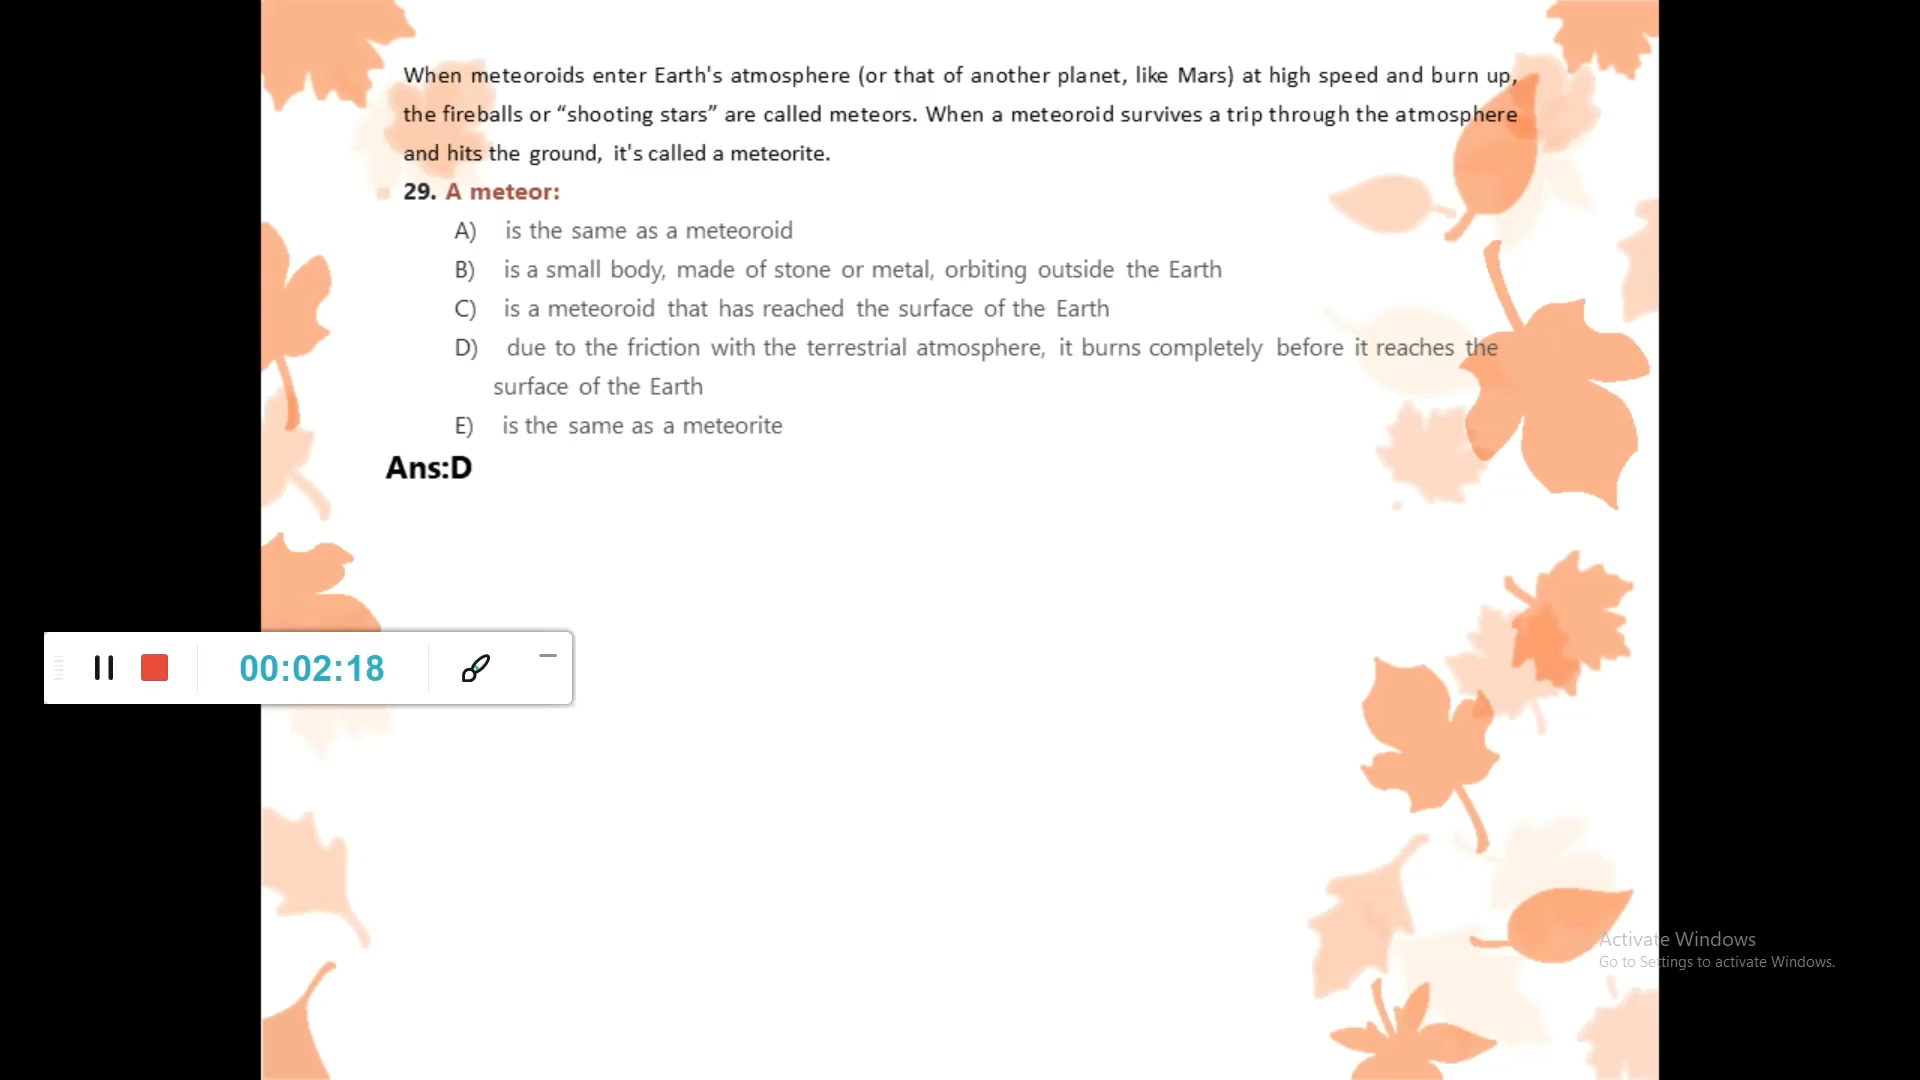 When meteoroids enter Earth's atmosphere (or that of another planet, like Mars) at high speed and burn up,
the fireballs or “shooting stars” are called meteors. When a meteoroid survives a trip through the atmosphere
and hits the ground, it's called a meteorite.
29. A meteor:
A) is the same as a meteoroid
B) is a small body, made of stone or metal, orbiting outside the Earth
C) is a meteoroid that has reached the surface of the Earth
D) due to the friction with the terrestrial atmosphere, it burns completely before it reaches the
surface of the Earth
E) is the same as a meteorite
Ans:D
00:02:18
Activate Windows
Go to Settings to activate Windows.